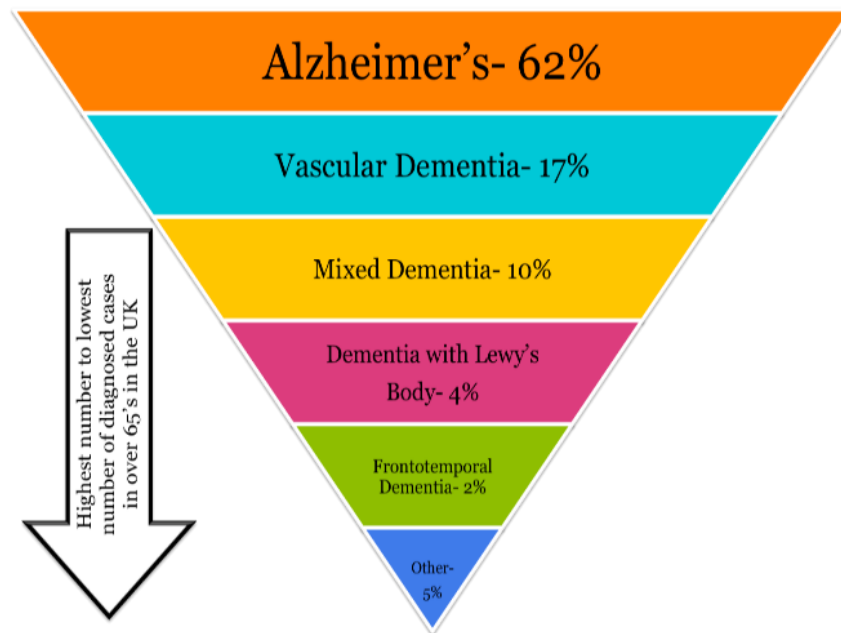 Alzheimer’s- 62%
Vascular Dementia- 17%
Mixed Dementia- 10%
Dementia with Lewy’s
Body- 4%
Frontotemporal
Dementia- 2%
Other-
5%
Highest number to lowest
number of diagnosed cases
in over 65’s in the UK